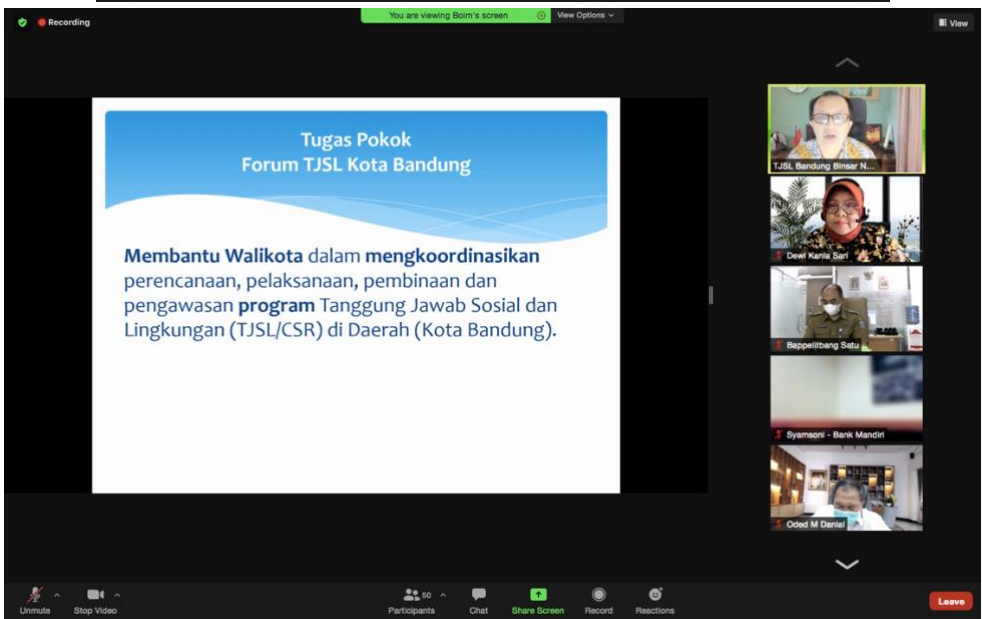 Recording
You are viewing Boim's screen
View Options
View
Tugas Pokok
Forum TJSL Kota Bandung
Membantu Walikota dalam mengkoordinasikan
perencanaan, pelaksanaan, pembinaan dan
pengawasan program Tanggung Jawab Sosial dan
Lingkungan (TJSL/CSR) di Daerah (Kota Bandung).
TJSL Bandung Binsar N...
Dewi Kania Sari
Bappelitbang Satu
Syamsoni - Bank Mandiri
Oded M Danial
Unmute
Stop Video
50
Participants
Chat
Share Screen
Record
Reactions
Leave